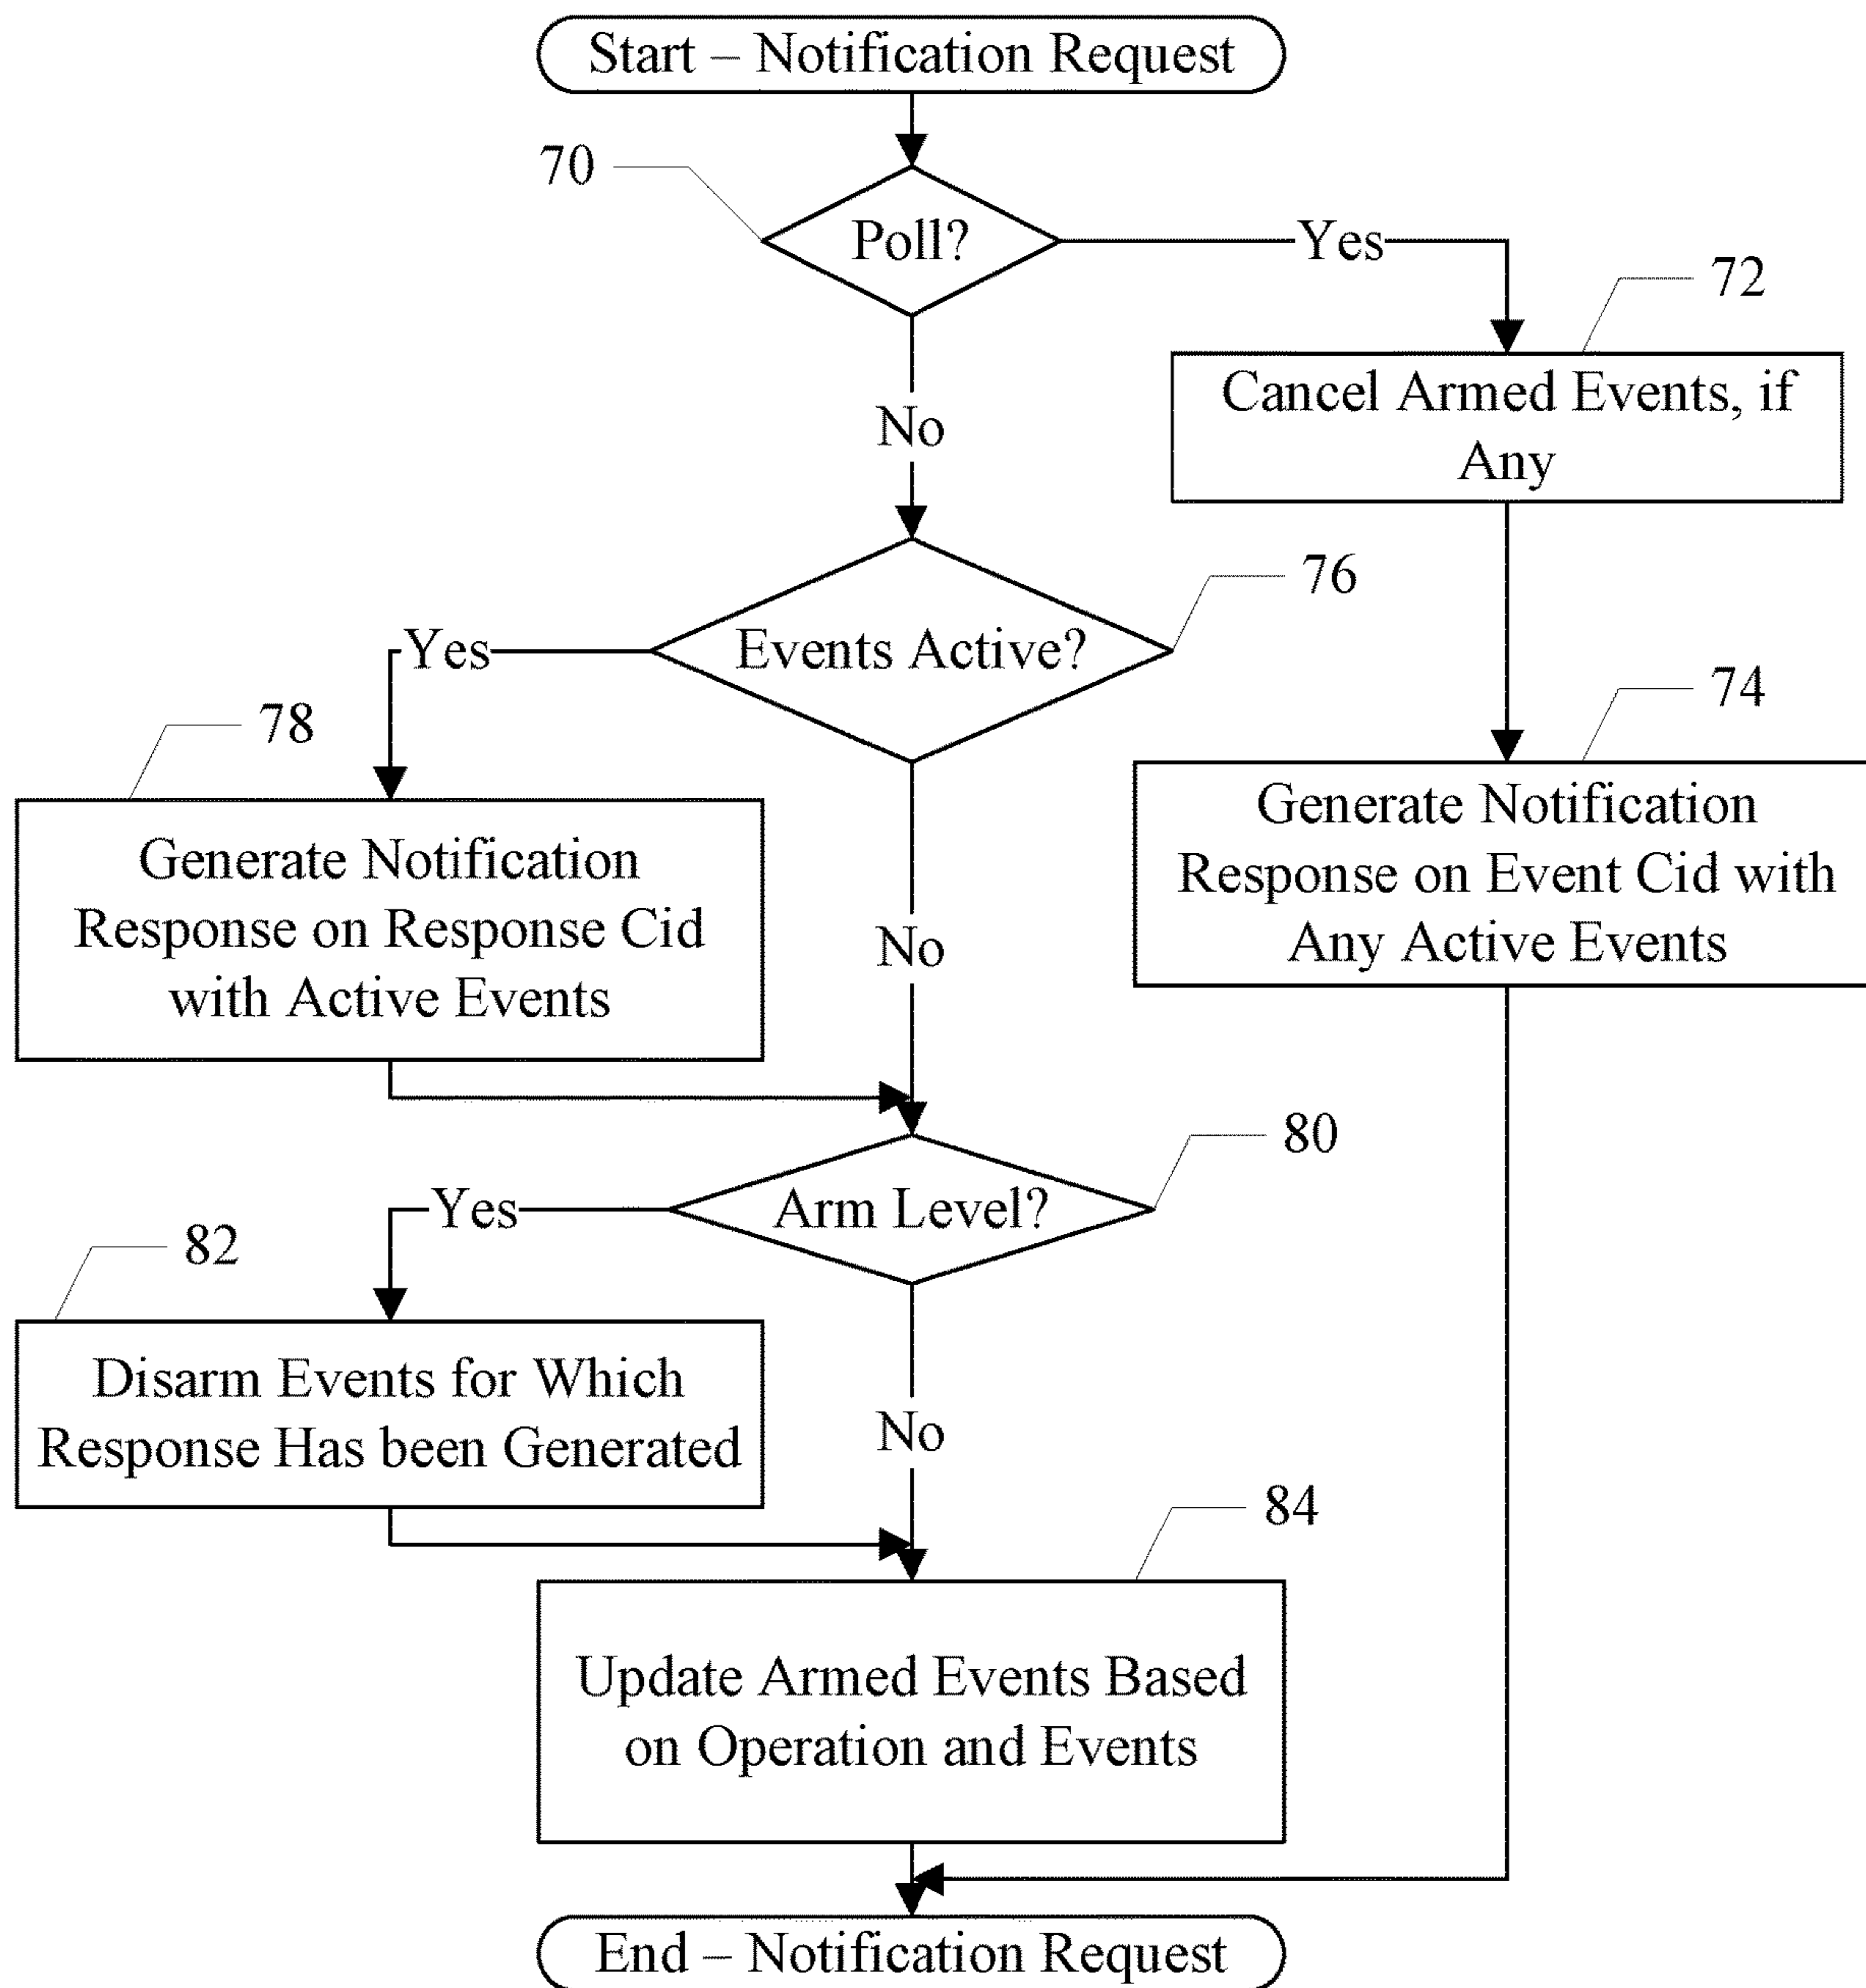 Start – Notification Request
70
Poll?
Yes
72
Cancel Armed Events, if
Any
No
76
Events Active?
Yes
74
78
Generate Notification
Response on Event Cid with
Any Active Events
Generate Notification
Response on Response Cid
with Active Events
No
80
Arm Level?
Yes
82
Disarm Events for Which
Response Has been Generated
No
84
Update Armed Events Based
on Operation and Events
End – Notification Request